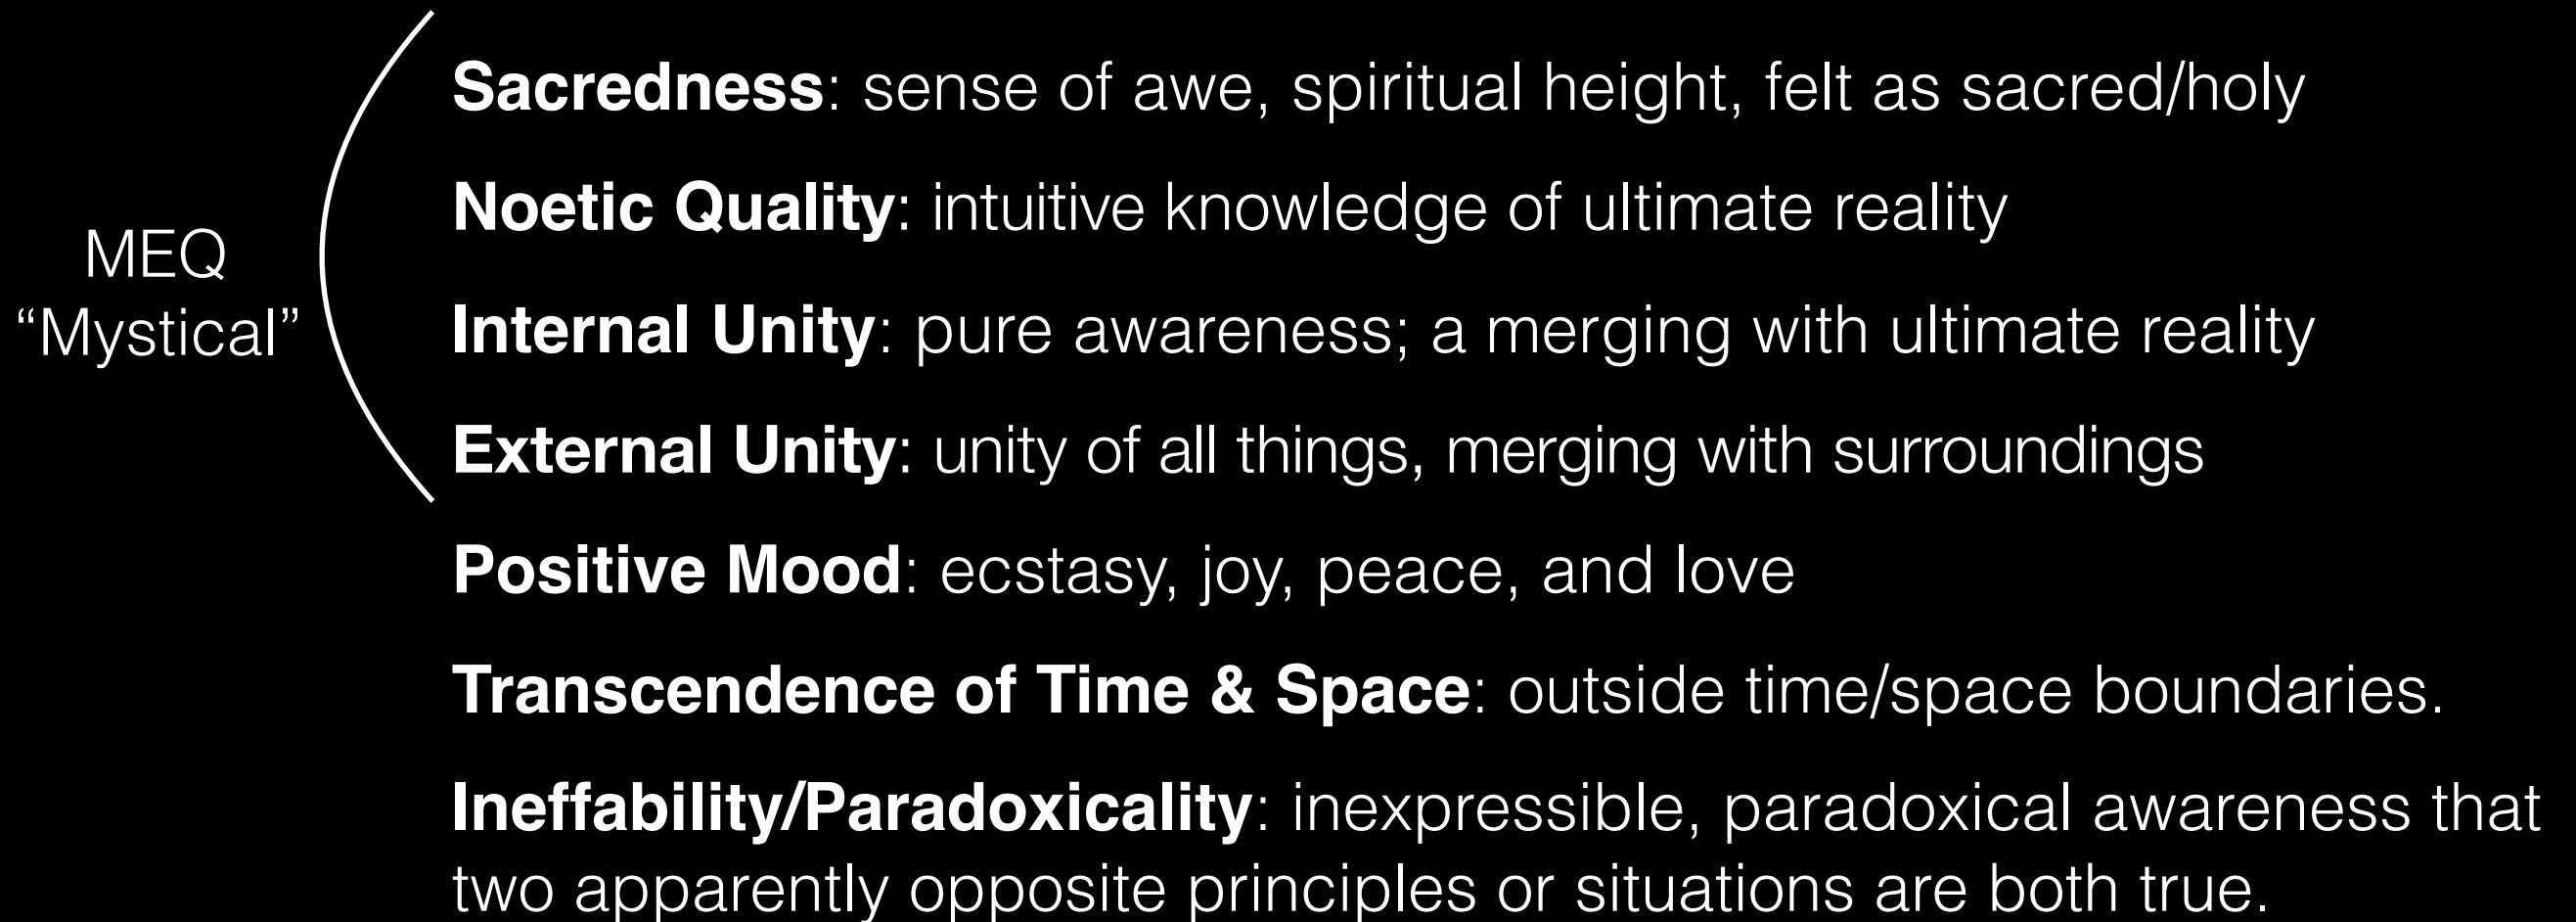 MEQ
“Mystical”
Sacredness: sense of awe, spiritual height, felt as sacred/holy
Noetic Quality: intuitive knowledge of ultimate reality
Internal Unity: pure awareness; a merging with ultimate reality
External Unity: unity of all things, merging with surroundings
Positive Mood: ecstasy, joy, peace, and love
Transcendence of Time & Space: outside time/space boundaries.
Ineffability/Paradoxicality: inexpressible, paradoxical awareness that
two apparently opposite principles or situations are both true.